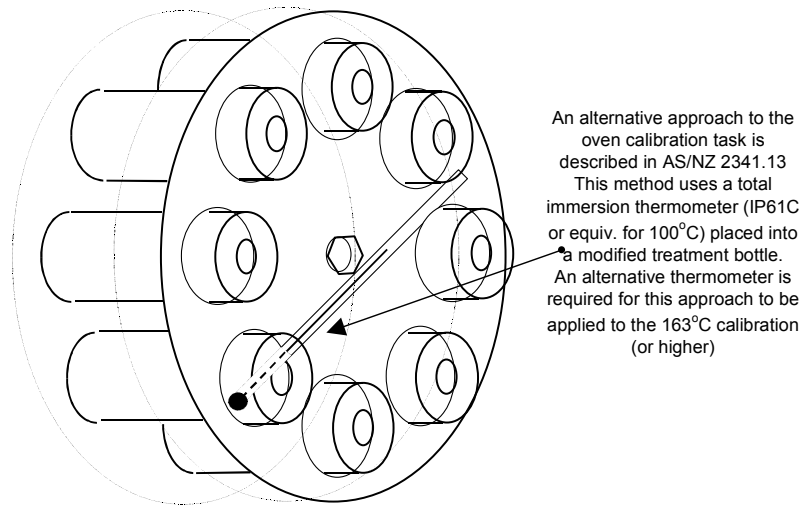 An alternative approach to the
oven calibration task is
described in AS/NZ 2341.13
This method uses a total
immersion thermometer (IP61C
or equiv. for 100°C) placed into
a modified treatment bottle.
An alternative thermometer is
required for this approach to be
applied to the 163°C calibration
(or higher)